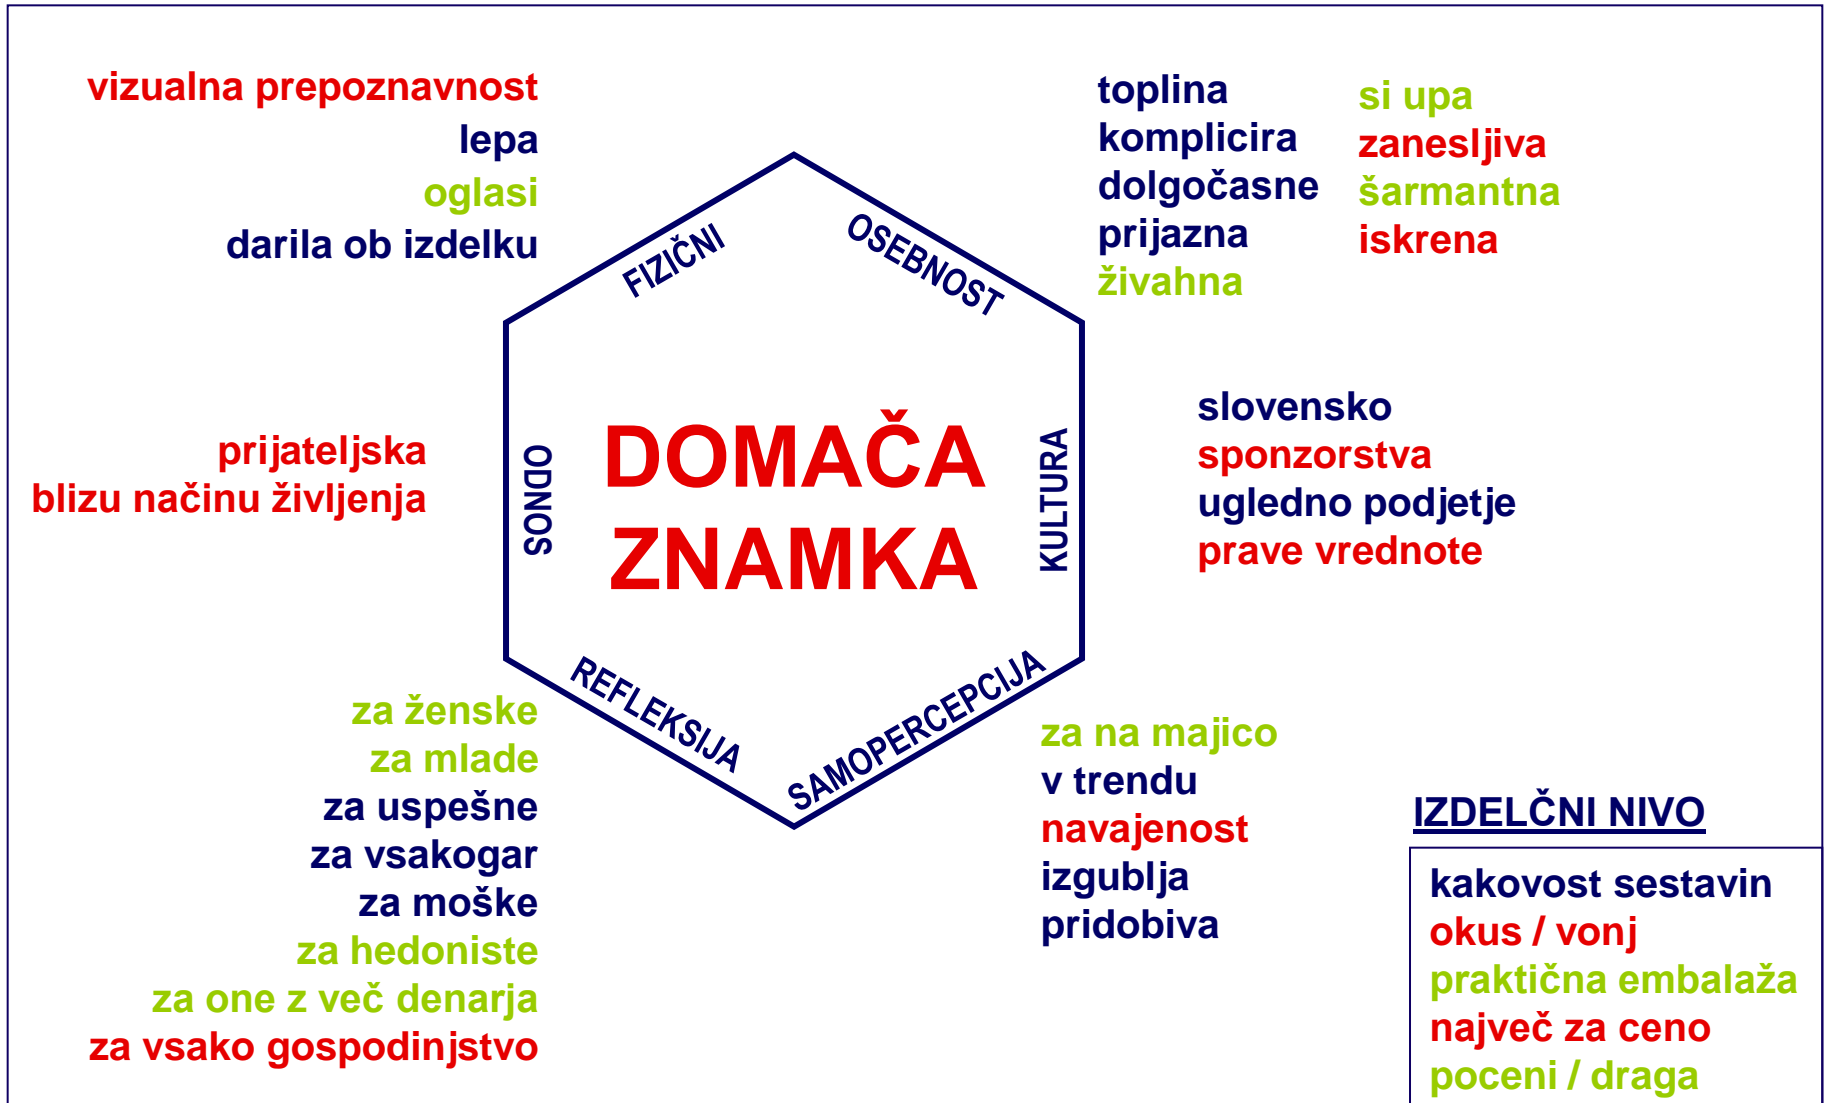 vizualna prepoznavnost
lepa
oglasi
darila ob izdelku
toplina
komplicira
dolgočasne
prijazna
živahna
si upa
zanesljiva
šarmantna
iskrena
FIZIČNI
OSEBNOST
prijateljska
blizu načinu življenja
ODNOS
DOMAČA
ZNAMKA
KULTURA
slovensko
sponzorstva
ugledno podjetje
prave vrednote
REFLEKSIJA
SAMOPERCEPCIJA
za ženske
za mlade
za uspešne
za vsakogar
za moške
za hedoniste
za one z več denarja
za vsako gospodinjstvo
za na majico
v trendu
navajenost
izgublja
pridobiva
IZDELČNI NIVO
kakovost sestavin
okus / vonj
praktična embalaža
največ za ceno
poceni / draga